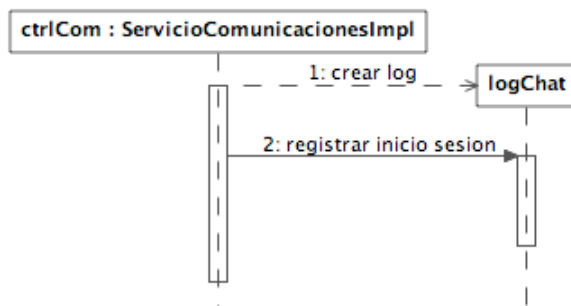 ctrlCom : ServicioComunicacionesImpl
1: crear log
logChat
2: registrar inicio sesion